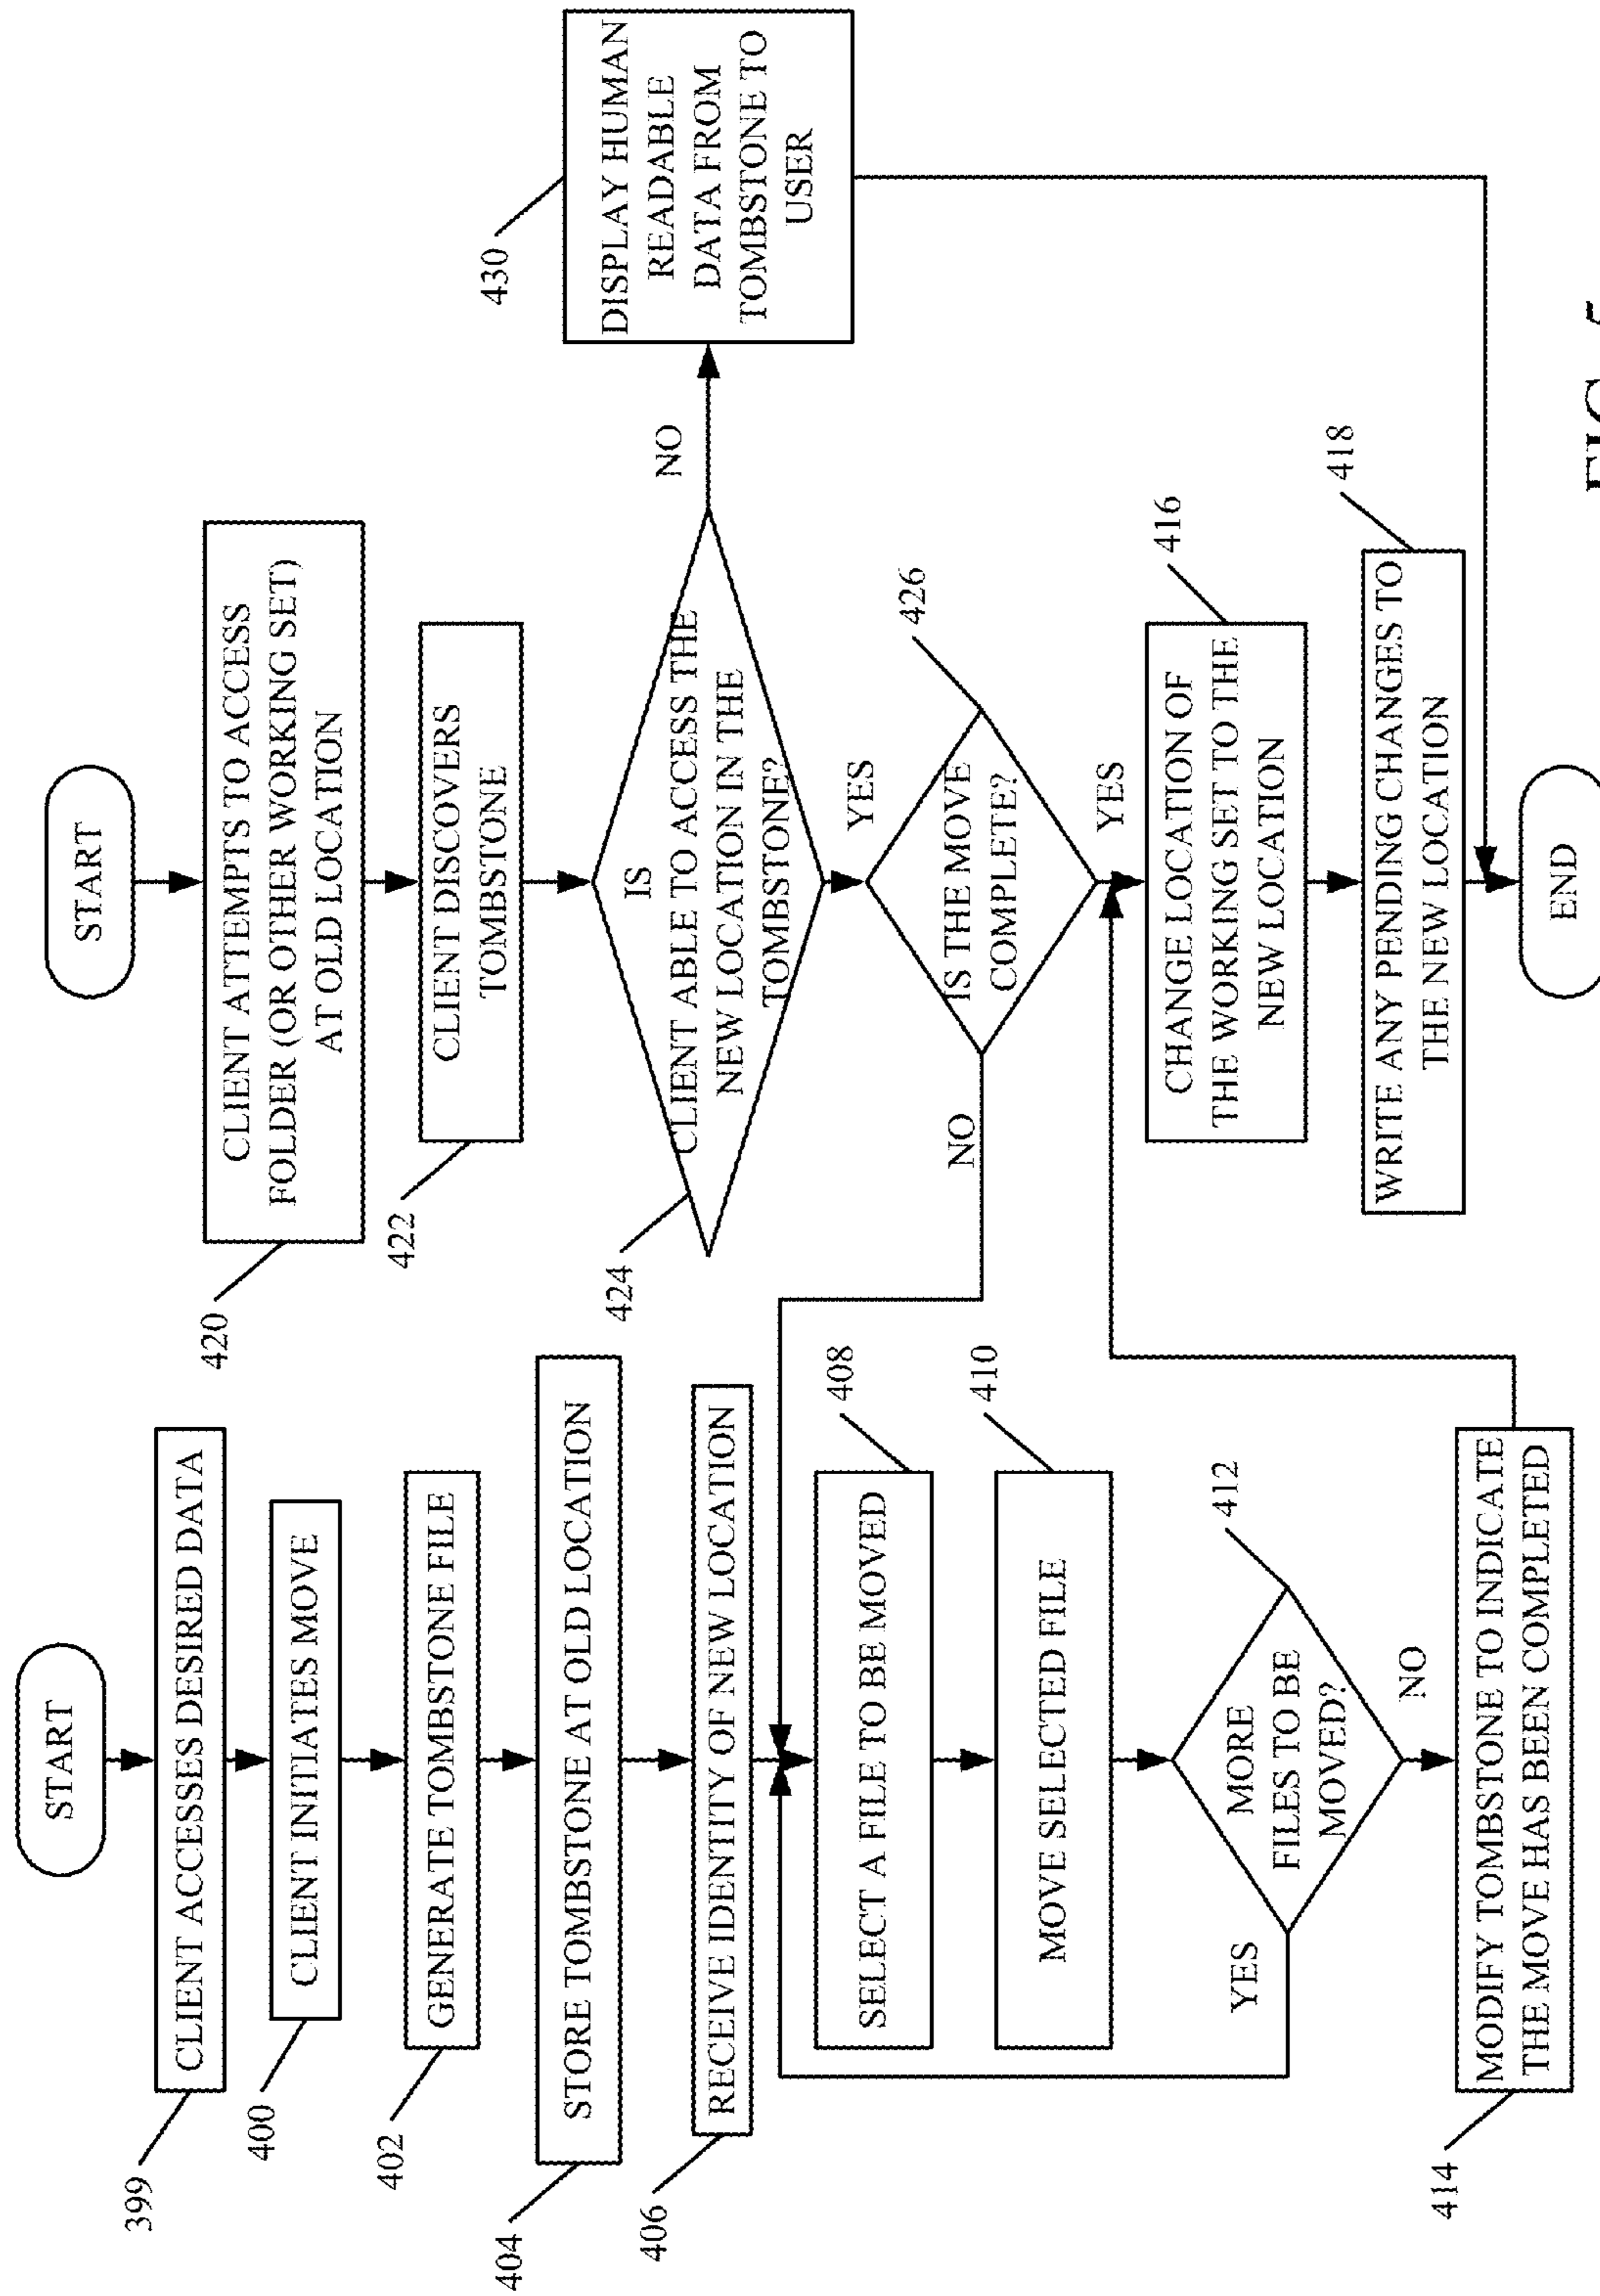 START
399
CLIENT ACCESSES DESIRED DATA
400
CLIENT INITIATES MOVE
402
GENERATE TOMBSTONE FILE
404
STORE TOMBSTONE AT OLD LOCATION
406
RECEIVE IDENTITY OF NEW LOCATION
408
SELECT A FILE TO BE MOVED
410
MOVE SELECTED FILE
412
MORE
FILES TO BE
MOVED?
YES
NO
414
MODIFY TOMBSTONE TO INDICATE
THE MOVE HAS BEEN COMPLETED
START
420
CLIENT ATTEMPTS TO ACCESS
FOLDER (OR OTHER WORKING SET)
AT OLD LOCATION
422
CLIENT DISCOVERS
TOMBSTONE
424
IS
CLIENT ABLE TO ACCESS THE
NEW LOCATION IN THE
TOMBSTONE?
NO
430
DISPLAY HUMAN
READABLE
DATA FROM
TOMBSTONE TO
USER
YES
426
IS THE MOVE
COMPLETE?
NO
YES
416
CHANGE LOCATION OF
THE WORKING SET TO THE
NEW LOCATION
418
WRITE ANY PENDING CHANGES TO
THE NEW LOCATION
END